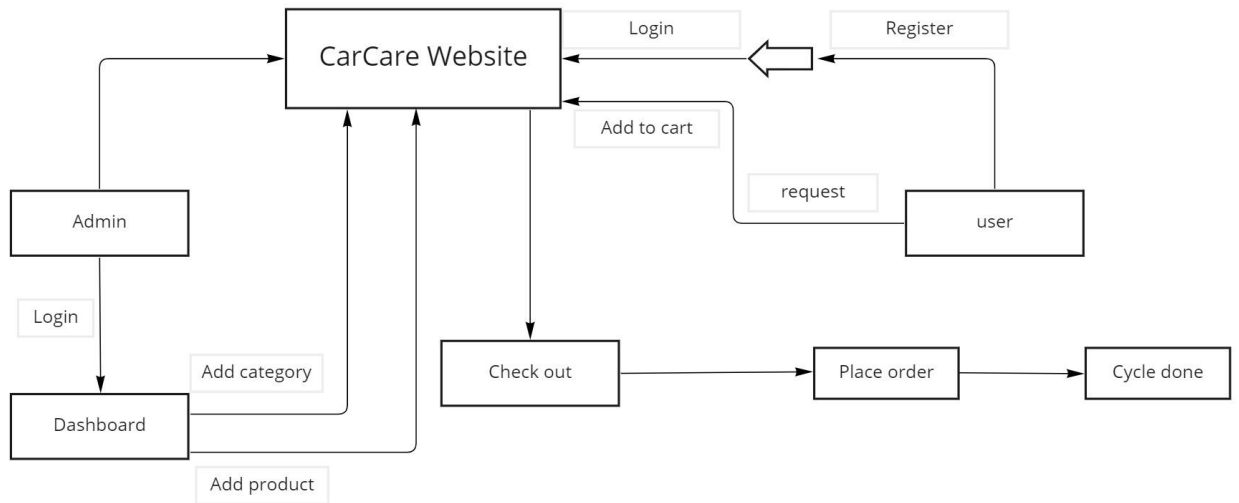 Login
Register
CarCare Website
Add to cart
request
Admin
user
Login
Add category
Check out
Place order
Cycle done
Dashboard
Add product